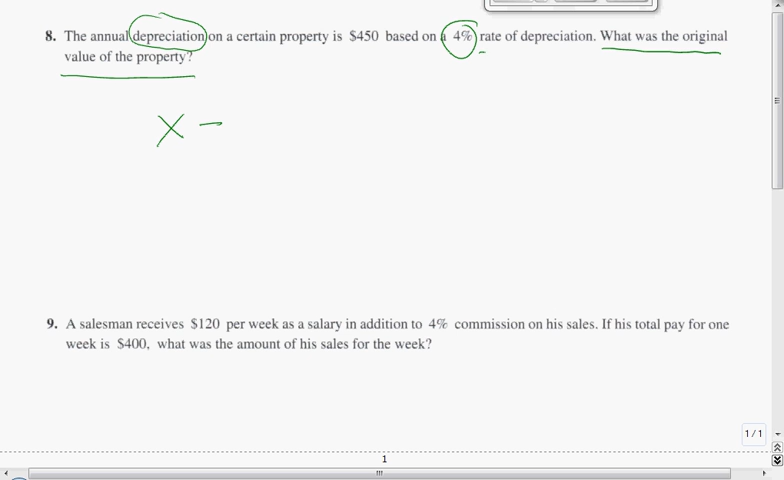 8. The annual depreciation on a certain property is $450 based on a 4% rate of depreciation. What was the original
value of the property?
X -
9. A salesman receives $120 per week as a salary in addition to 4% commission on his sales. If his total pay for one
week is $400, what was the amount of his sales for the week?
1 / 1
1